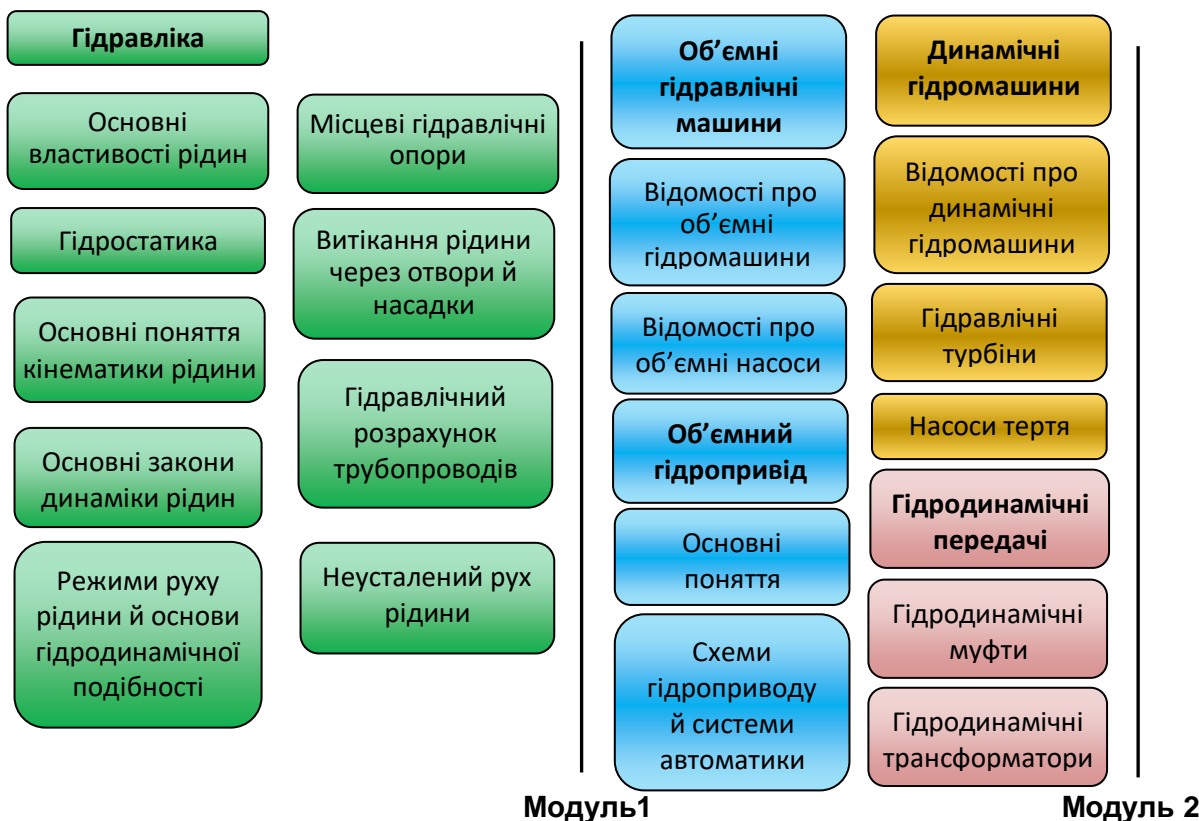 Гідравліка
Основні
властивості рідин
Гідростатика
Основні поняття
кінематики рідини
Основні закони
динаміки рідин
Режими руху
рідини й основи
гідродинамічної
подібності
Місцеві гідравлічні
опори
Витікання рідини
через отвори й
насадки
Гідравлічний
розрахунок
трубопроводів
Неусталений рух
рідини
Модуль1
Об’ємні
гідравлічні
машини
Відомості про
об’ємні
гідромашини
Відомості про
об’ємні насоси
Об’ємний
гідропривід
Основні
поняття
Схеми
гідроприводу
й системи
автоматики
Динамічні
гідромашини
Відомості про
динамічні
гідромашини
Гідравлічні
турбіни
Насоси тертя
Гідродинамічні
передачі
Гідродинамічні
муфти
Гідродинамічні
трансформатори
Модуль 2